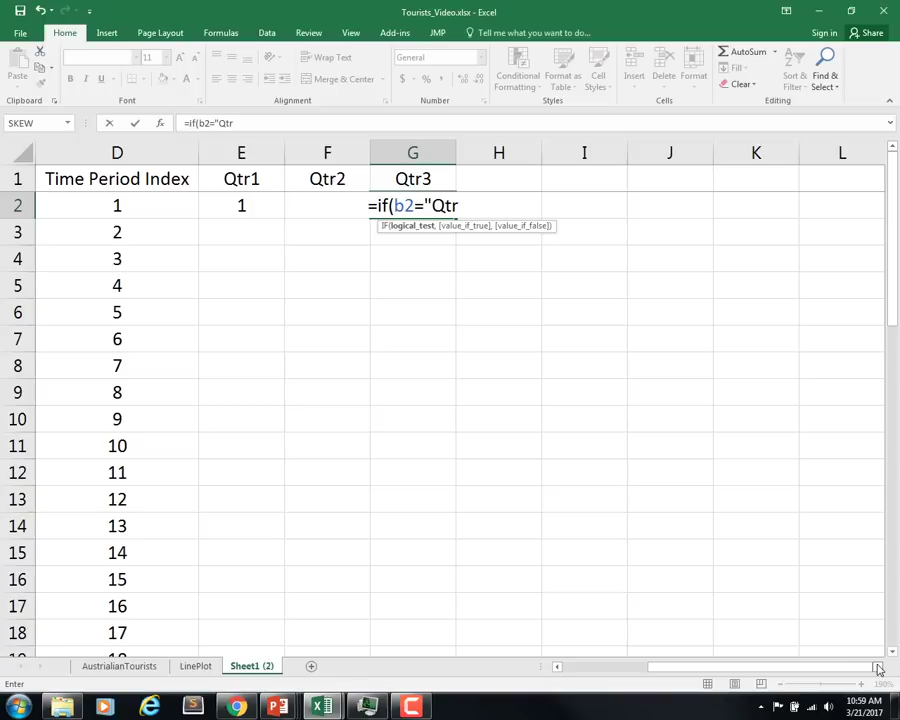 Tourists_Video.xlsx - Excel
File Home Insert Page Layout Formulas Data Review View Add-ins JMP Tell me what you want to do... Sign in Share
Paste
Clipboard
11 A A
B I U A
Font
Wrap Text
Merge & Center
Alignment
General
$ % ,
Number
Conditional Formatting
Format as Table
Cell Styles
Styles
Insert Delete Format
Cells
AutoSum
Fill
Clear
Sort & Filter
Find & Select
Editing
SKEW =if(b2="Qtr
D E F G H I J K L
1 Time Period Index Qtr1 Qtr2 Qtr3
2 1 1 =if(b2="Qtr
IF(logical_test, [value_if_true], [value_if_false])
3 2
4 3
5 4
6 5
7 6
8 7
9 8
10 9
11 10
12 11
13 12
14 13
15 14
16 15
17 16
18 17
AustrialianTourists LinePlot Sheet1 (2)
Enter 190%
10:59 AM
3/21/2017